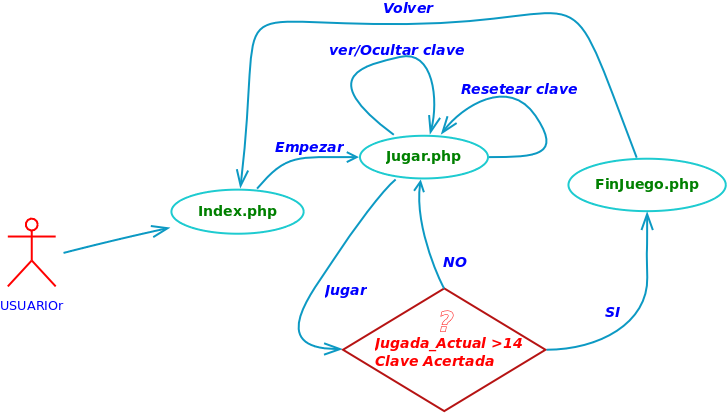 Volver
ver/Ocultar clave
Resetear clave
Empezar
Jugar.php
FinJuego.php
Index.php
USUARIOr
NO
Jugar
SI
?
Jugada_Actual >14
Clave Acertada